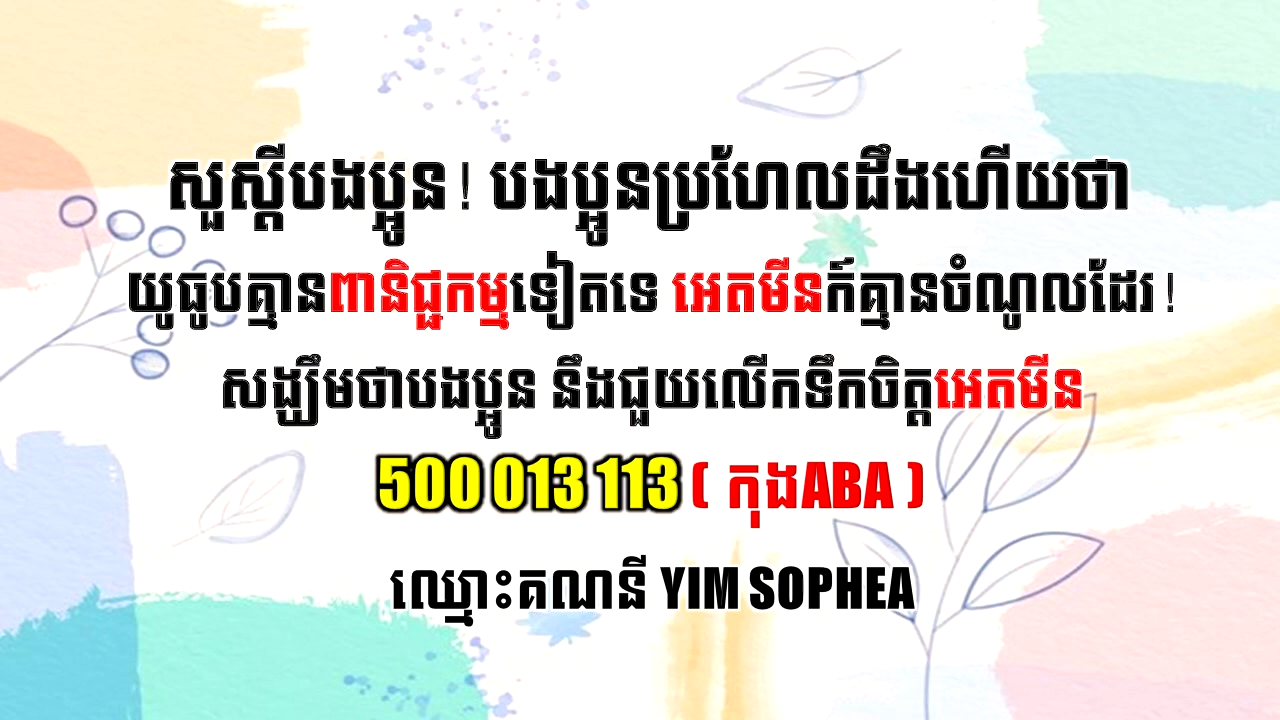 សួស្តីបងប្អូន! បងប្អូនប្រហែលដឹងហើយថា
យូធូបគ្មានពានិជ្ជកម្មទៀតទេ អេតមីនក៍គ្មានចំណូលដែរ!
សង្ឃឹមថាបងប្អូន នឹងជួយលើកទឹកចិត្តអេតមីន
500 013 113 ( កុងABA )
ឈ្មោះគណនី YIM SOPHEA